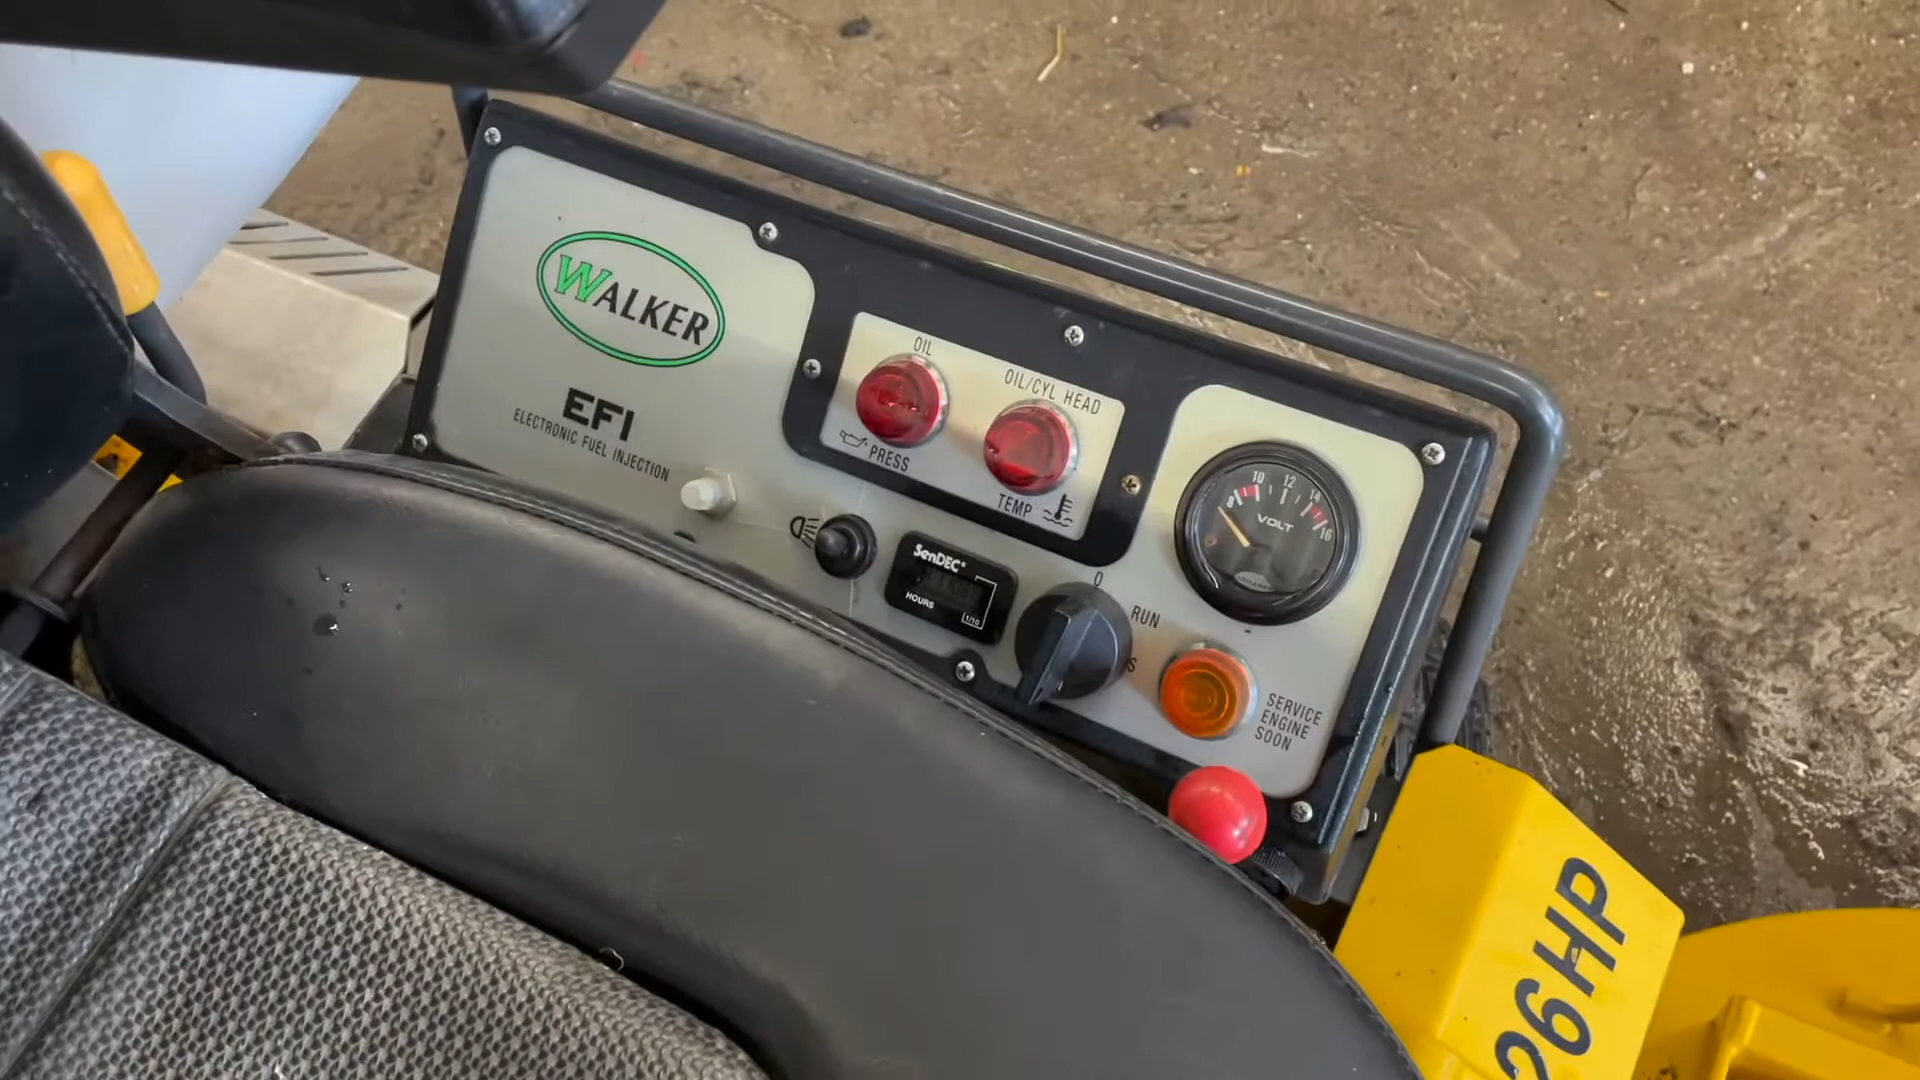 WALKER
EFI
ELECTRONIC FUEL INJECTION
OIL
PRESS
OIL/CYL HEAD
TEMP
8 10 12 14 16
VOLT
SenDEC
HOURS
1/10
O
RUN
S
SERVICE
ENGINE
SOON
26HP